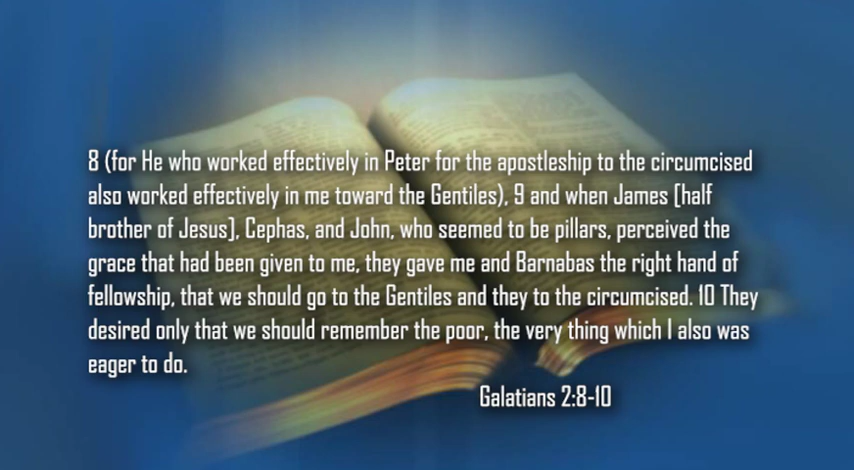 8 (for He who worked effectively in Peter for the apostleship to the circumcised
also worked effectively in me toward the Gentiles), 9 and when James [half
brother of Jesus], Cephas, and John, who seemed to be pillars, perceived the
grace that had been given to me, they gave me and Barnabas the right hand of
fellowship, that we should go to the Gentiles and they to the circumcised. 10 They
desired only that we should remember the poor, the very thing which I also was
eager to do.
Galatians 2:8-10